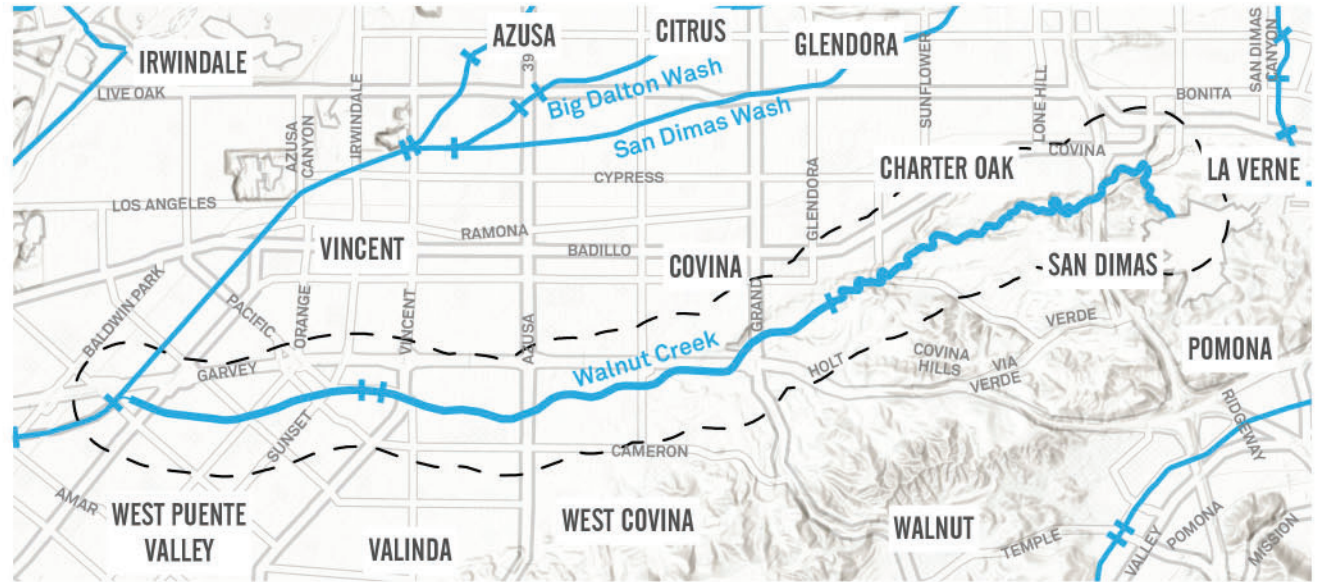 AZUSA
CITRUS
GLENDORA
IRWINDALE
39
SUNFLOWER
LONE HILL
SAN DIMAS
CANYON
LIVE OAK
Big Dalton Wash
BONITA
San Dimas Wash
AZUSA
CANYON
IRWINDALE
COVINA
CHARTER OAK
LA VERNE
CYPRESS
LOS ANGELES
GLENDORA
RAMONA
VINCENT
BADILLO
COVINA
SAN DIMAS
BALDWIN PARK
PACIFIC
ORANGE
VINCENT
AZUSA
GRAND
VERDE
POMONA
Walnut Creek
GARVEY
HOLT
COVINA
HILLS
VIA
VERDE
RIDGEWAY
SUNSET
CAMERON
AMAR
WEST PUENTE
VALLEY
VALINDA
WEST COVINA
WALNUT
TEMPLE
VALLEY
POMONA
MISSION